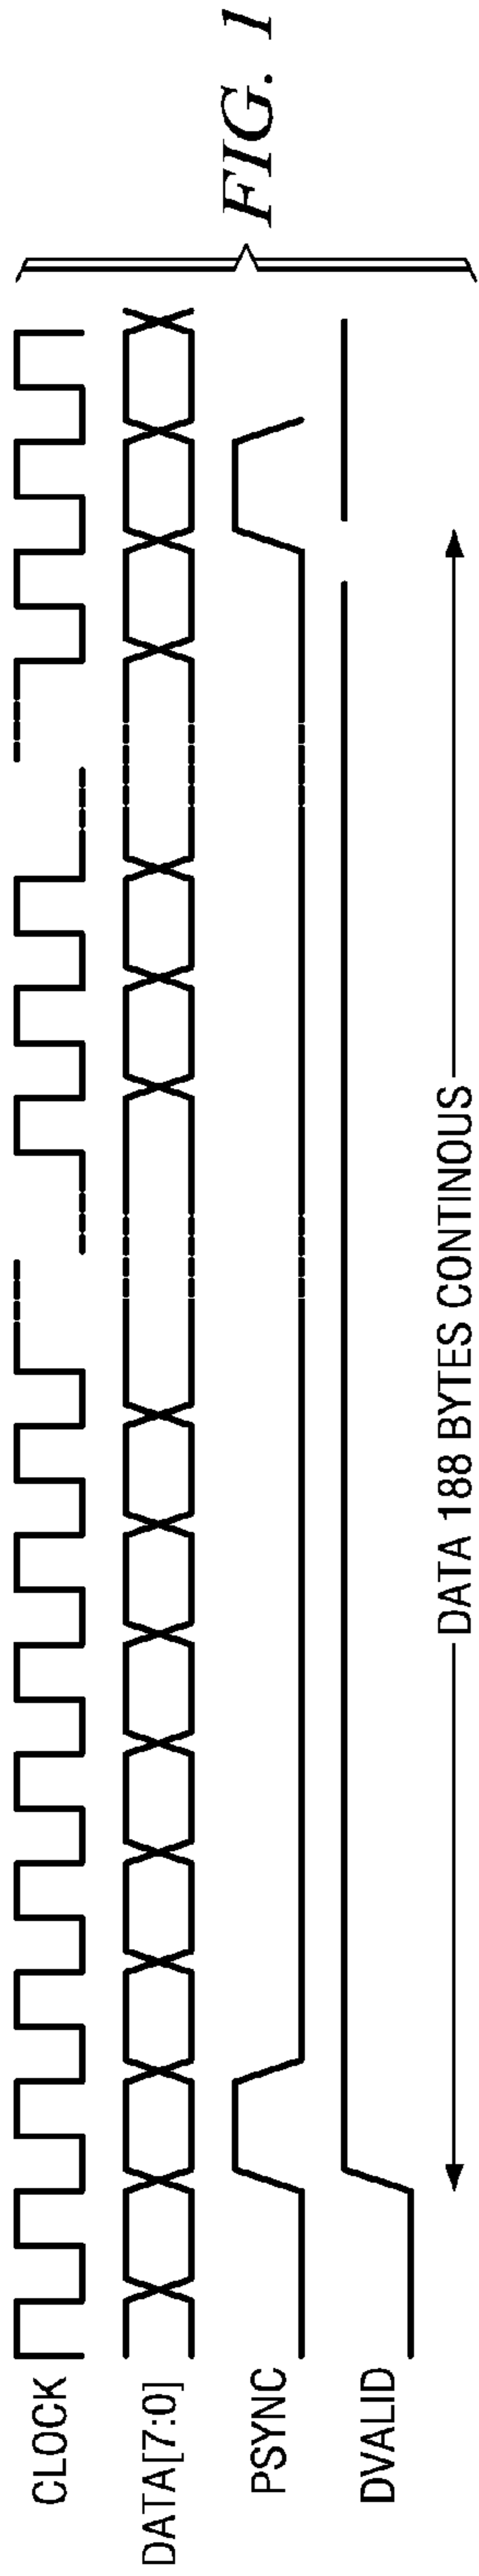 CLOCK
DATA[7:0]
PSYNC
DVALID
DATA 188 BYTES CONTINOUS
FIG. 1